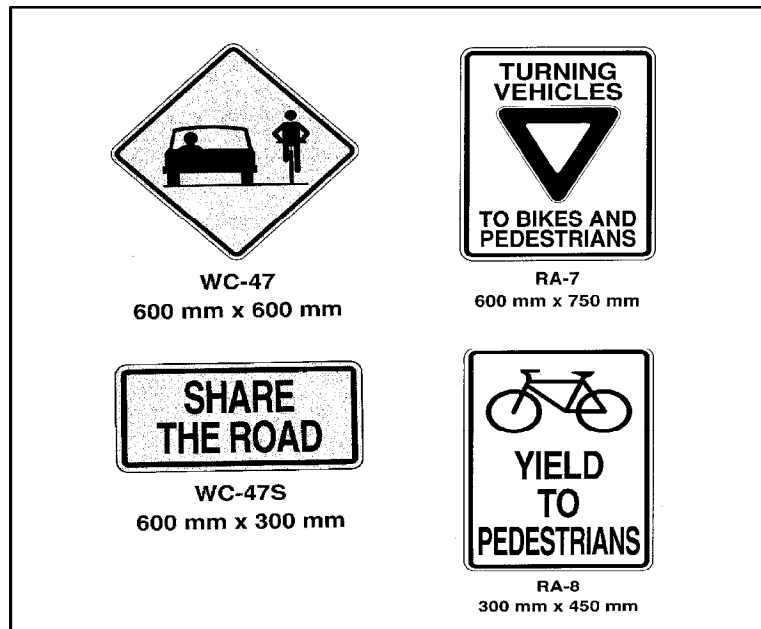 WC-47
600 mm x 600 mm
TURNING
VEHICLES
TO BIKES AND
PEDESTRIANS
RA-7
600 mm x 750 mm
SHARE
THE ROAD
WC-47S
600 mm x 300 mm
YIELD
TO
PEDESTRIANS
RA-8
300 mm x 450 mm